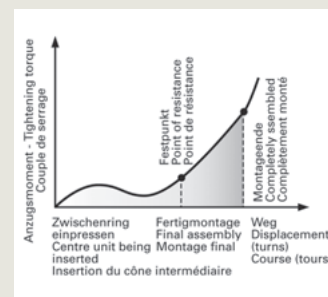 Anzugsmoment - Tightening torque
Couple de serrage
Festpunkt
Point of resistance
Point de résistance
Montageende
Completely assembled
Complètement monté
Zwischenring
einpressen
Centre unit being
inserted
Insertion du cône intermédiaire
Fertigmontage
Final assembly
Montage final
Weg
Displacement
(turns)
Course (tours